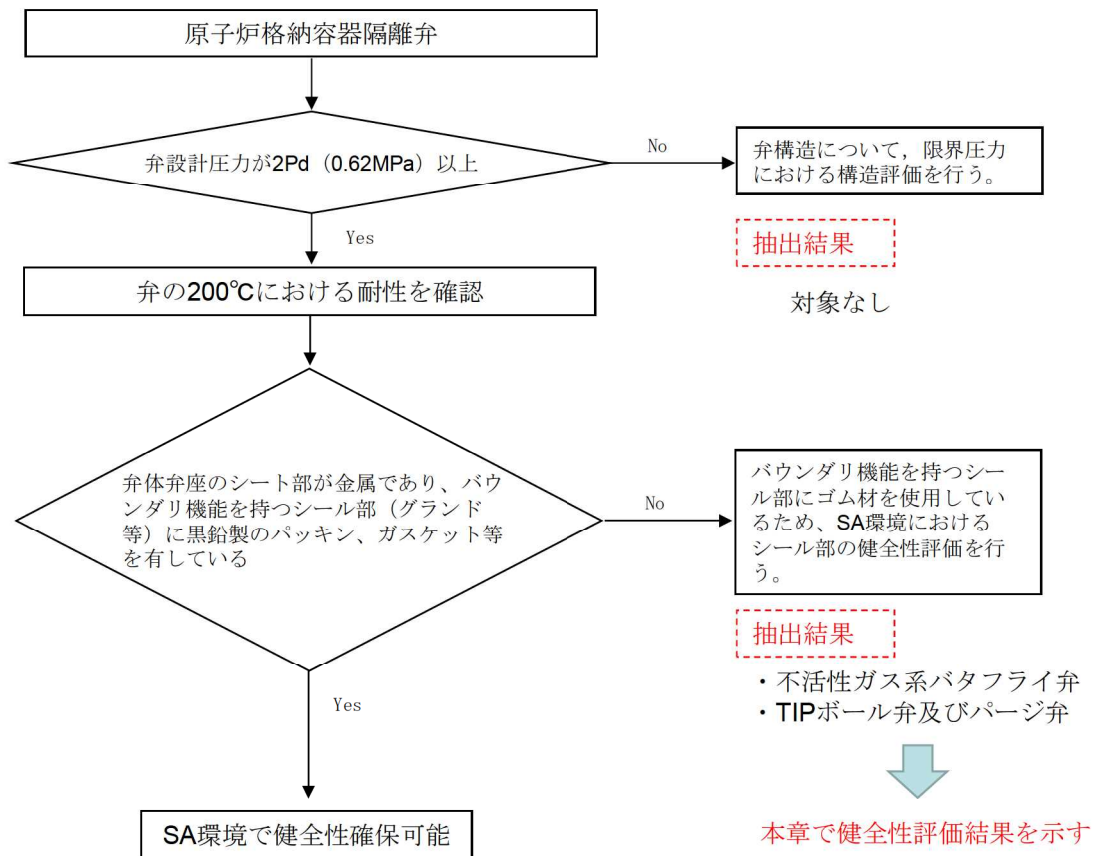 原子炉格納容器隔離弁
弁設計圧力が2Pd（0.62MPa）以上
No
弁構造について，限界圧力
における構造評価を行う。
抽出結果
対象なし
Yes
弁の200℃における耐性を確認
弁体弁座のシート部が金属であり、バウ
ンダリ機能を持つシール部（グランド
等）に黒鉛製のパッキン、ガスケット等
を有している
No
バウンダリ機能を持つシー
ル部にゴム材を使用してい
るため、SA環境における
シール部の健全性評価を行
う。
抽出結果
・不活性ガス系バタフライ弁
・TIPボール弁及びパージ弁
Yes
SA環境で健全性確保可能
本章で健全性評価結果を示す